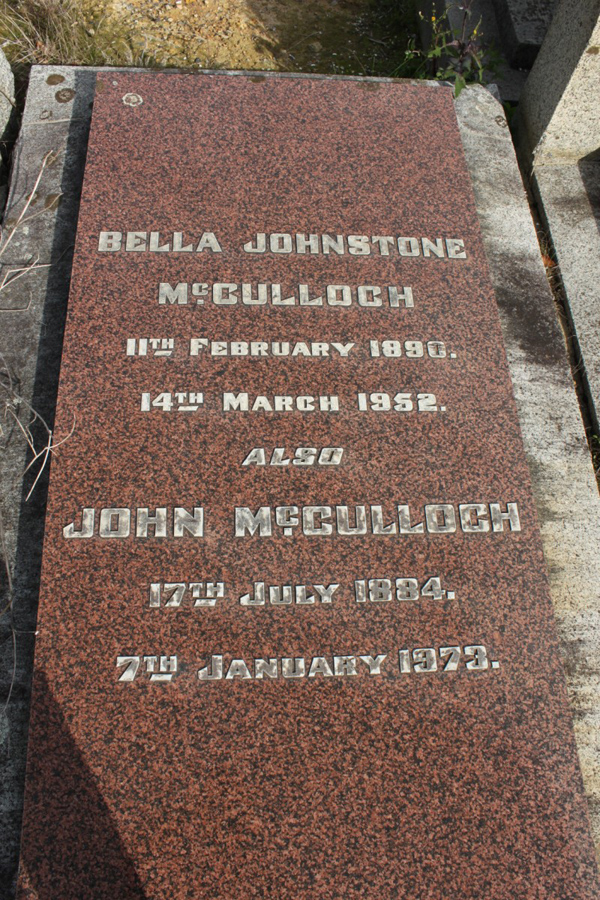 BELLA JOHNSTONE
McCULLOCH
11TH FEBRUARY 1890.
14TH MARCH 1952.
ALSO
JOHN McCULLOCH
17TH JULY 1884.
7TH JANUARY 1973.